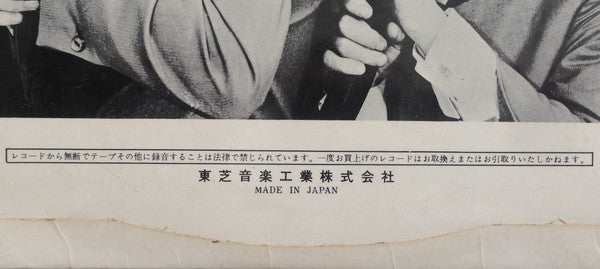 レコードから無断でテープその他に録音することは法律で禁じられています。一度お買上げのレコードはお取換えまたはお引取りいたしかねます。
東芝音楽工業株式会社
MADE IN JAPAN